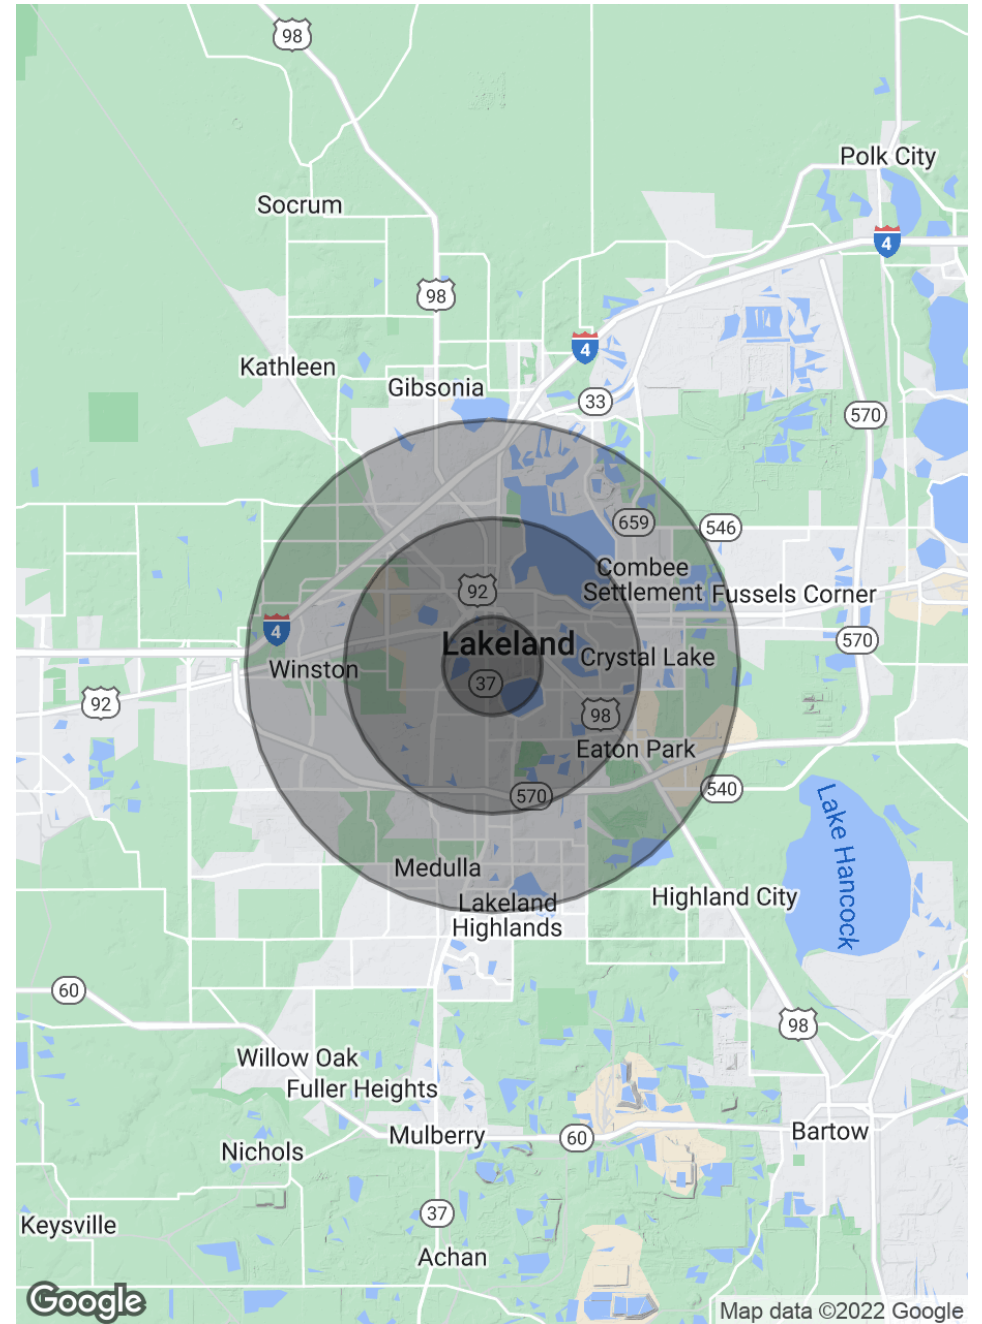 98
Polk City
Socrum
4
98
4
Kathleen
Gibsonia
33
570
659
546
Combee
Settlement
Fussels Corner
92
4
Lakeland
570
Crystal Lake
Winston
37
92
98
Eaton Park
570
540
Lake Hancock
Medulla
Highland City
Lakeland
Highlands
60
98
Willow Oak
Fuller Heights
Mulberry
60
Bartow
Nichols
37
Keysville
Achan
Google
Map data ©2022 Google